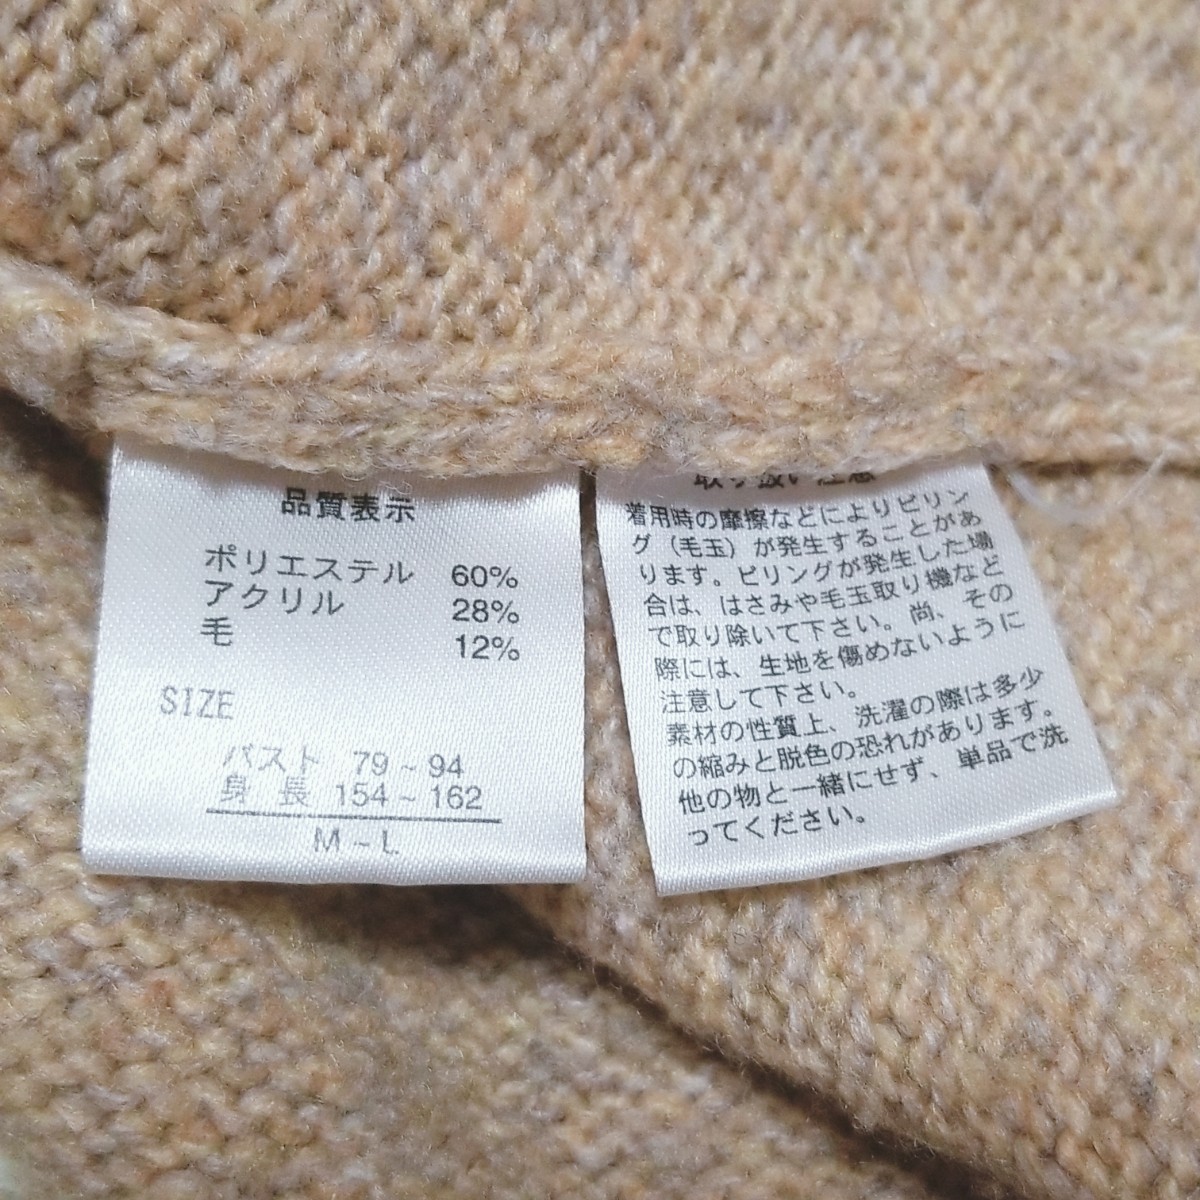 品質表示
ポリエステル 60%
アクリル 28%
毛 12%
SIZE
バスト 79~94
身長 154~162
M~L
取り扱い注意
着用時の摩擦などによりピリン
グ（毛玉）が発生することがあ
ります。ピリングが発生した場
合は、はさみや毛玉取り機など
で取り除いて下さい。尚、その
際には、生地を傷めないように
注意して下さい。
素材の性質上、洗濯の際は多少
の縮みと脱色の恐れがあります。
他の物と一緒にせず、単品で洗
ってください。